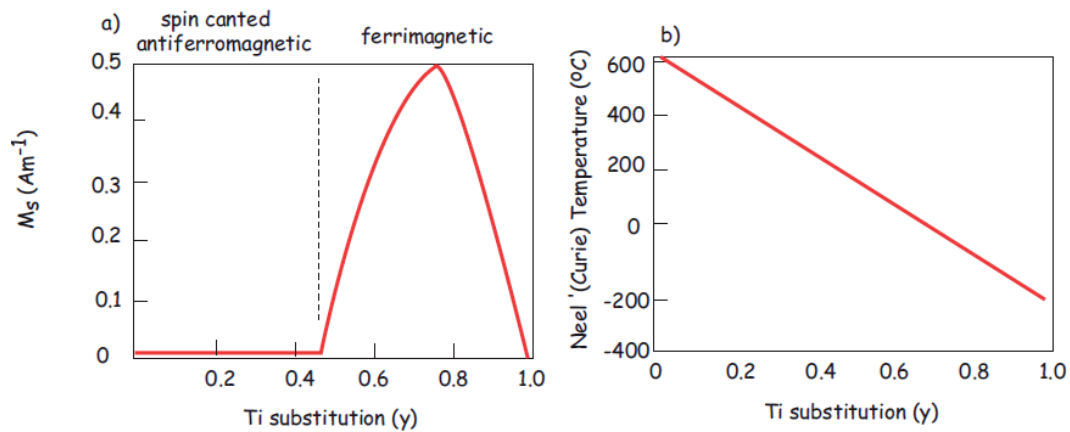 a)
spin canted
antiferromagnetic
ferrimagnetic
0.5
0.4
0.3
0.2
0.1
0
Ms (Am⁻¹)
0.2 0.4 0.6 0.8 1.0
Ti substitution (y)
b)
600
400
200
0
-200
-400
Neel '(Curie) Temperature (ºC)
0 0.2 0.4 0.6 0.8 1.0
Ti substitution (y)